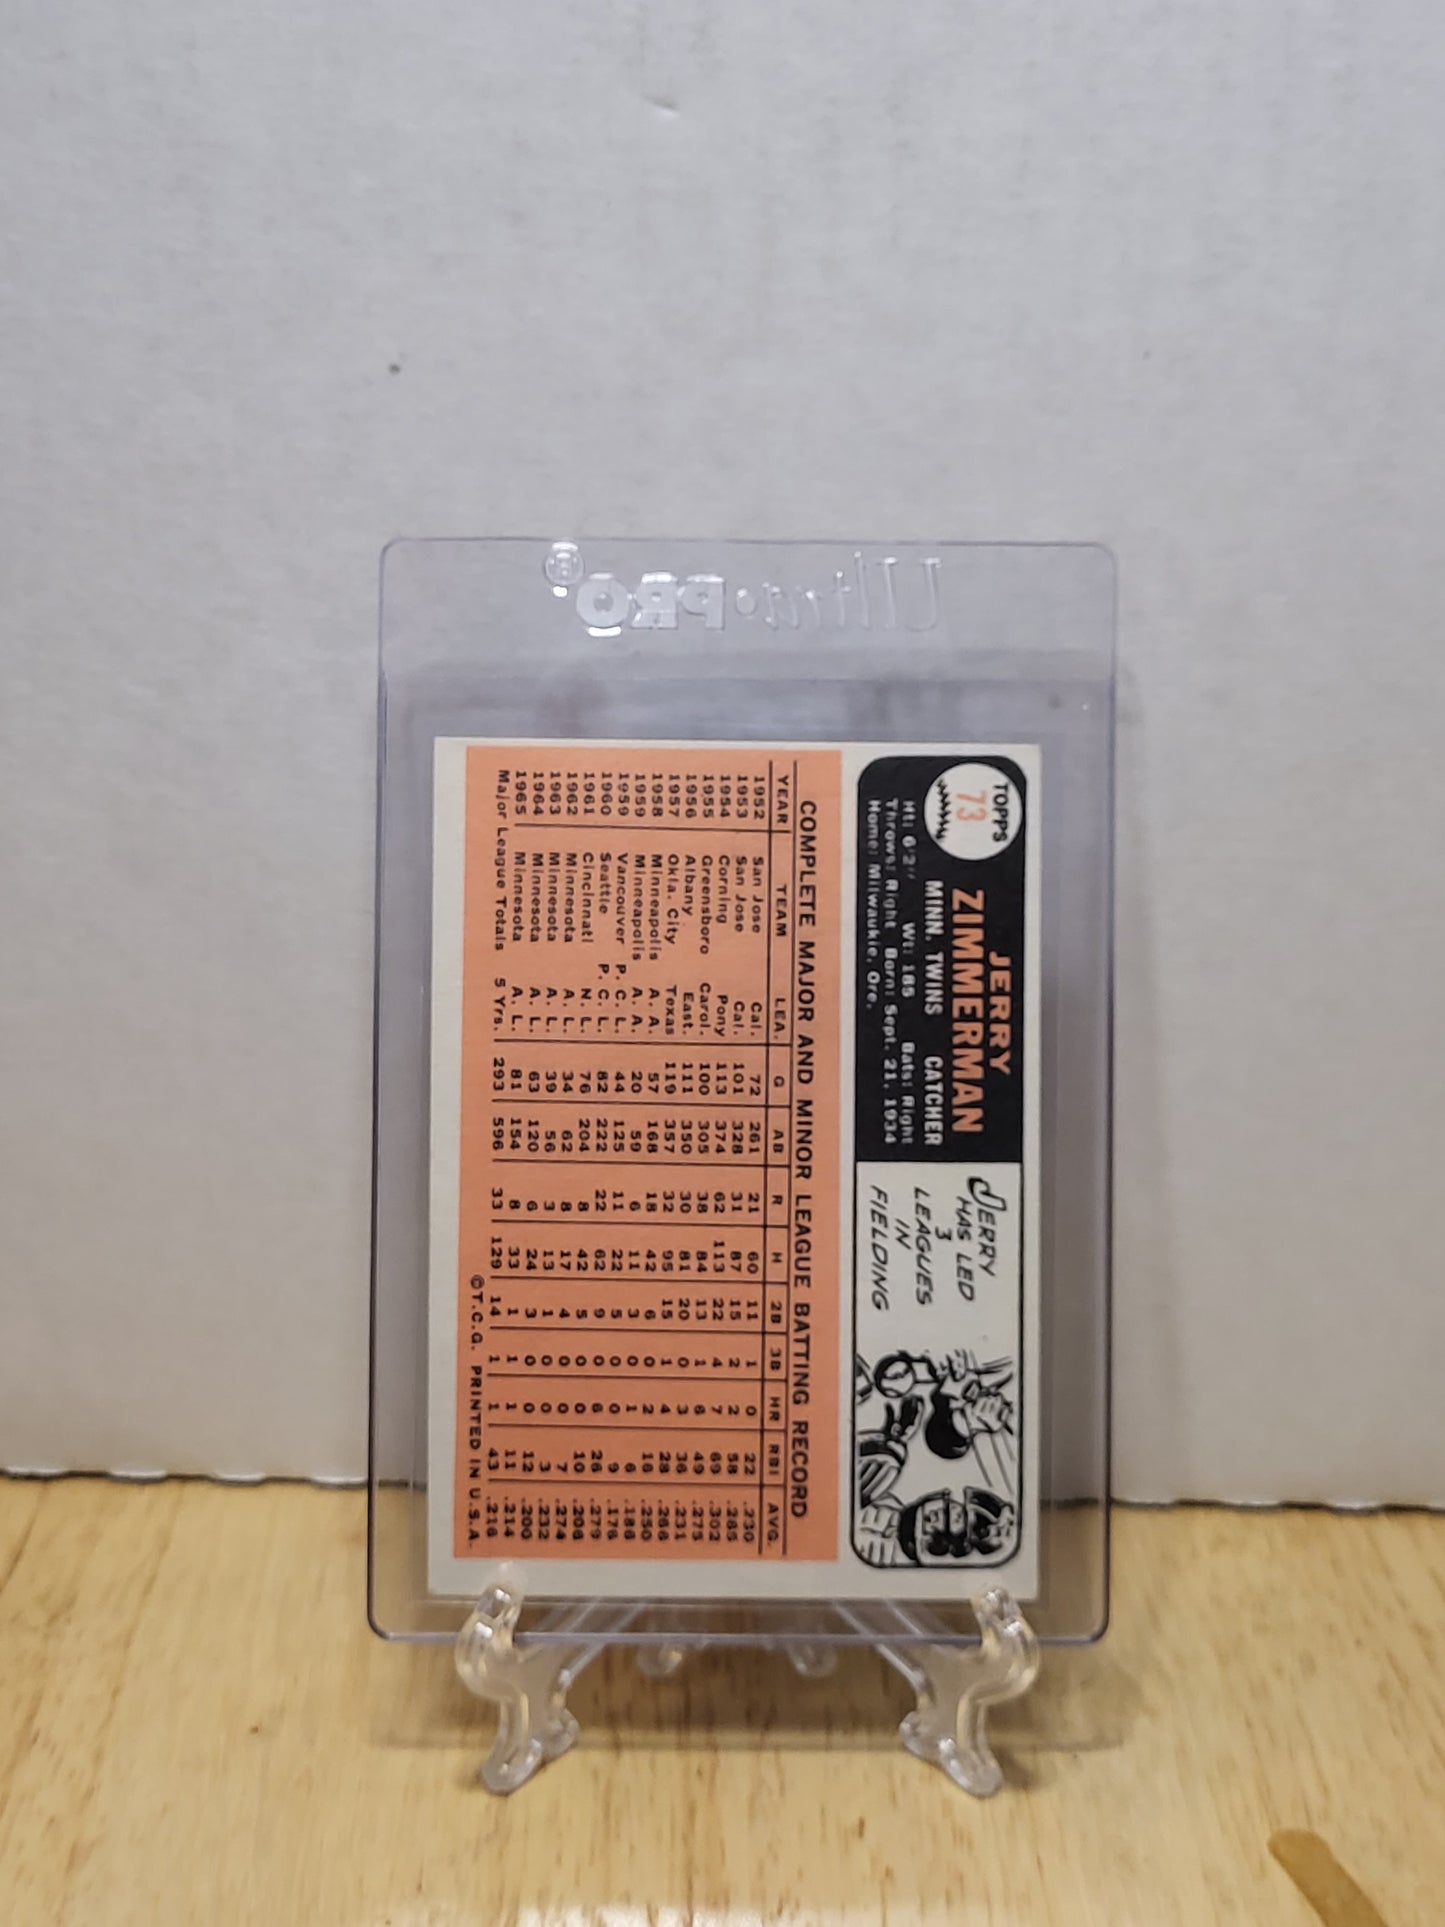 Ultra•PRO®
TOPPS
73
JERRY
ZIMMERMAN
MINN. TWINS CATCHER
Ht: 6'2" Wt: 185 Bats: Right
Throws: Right Born: Sept. 21, 1934
Home: Milwaukie, Ore.
JERRY
HAS LED
3
LEAGUES
IN
FIELDING
COMPLETE MAJOR AND MINOR LEAGUE BATTING RECORD
YEAR TEAM LEA. G AB R H 2B 3B HR RBI AVG.
1952 San Jose Cal. 72 261 21 60 11 1 0 22 .230
1953 San Jose Cal. 101 328 31 87 15 2 2 58 .265
1954 Corning Pony 113 374 62 113 22 4 7 69 .302
1955 Greensboro Carol. 100 305 38 84 13 1 6 49 .275
1956 Albany East. 111 350 30 81 20 0 3 36 .231
1957 Okla. City Texas 119 357 32 95 15 1 4 28 .266
1958 Minneapolis A. A. 57 168 18 42 6 0 2 16 .250
1959 Minneapolis A. A. 20 59 6 11 3 0 1 6 .186
1959 Vancouver P. C. L. 44 125 11 22 5 0 0 9 .176
1960 Seattle P. C. L. 82 222 22 62 9 0 6 26 .279
1961 Cincinnati N. L. 76 204 8 42 5 0 0 10 .206
1962 Minnesota A. L. 34 62 8 17 4 0 0 7 .274
1963 Minnesota A. L. 39 56 3 13 1 0 0 3 .232
1964 Minnesota A. L. 63 120 6 24 3 0 0 12 .200
1965 Minnesota A. L. 81 154 8 33 1 1 1 11 .214
Major League Totals 5 Yrs. 293 596 33 129 14 1 1 43 .216
©T.C.G. PRINTED IN U.S.A.